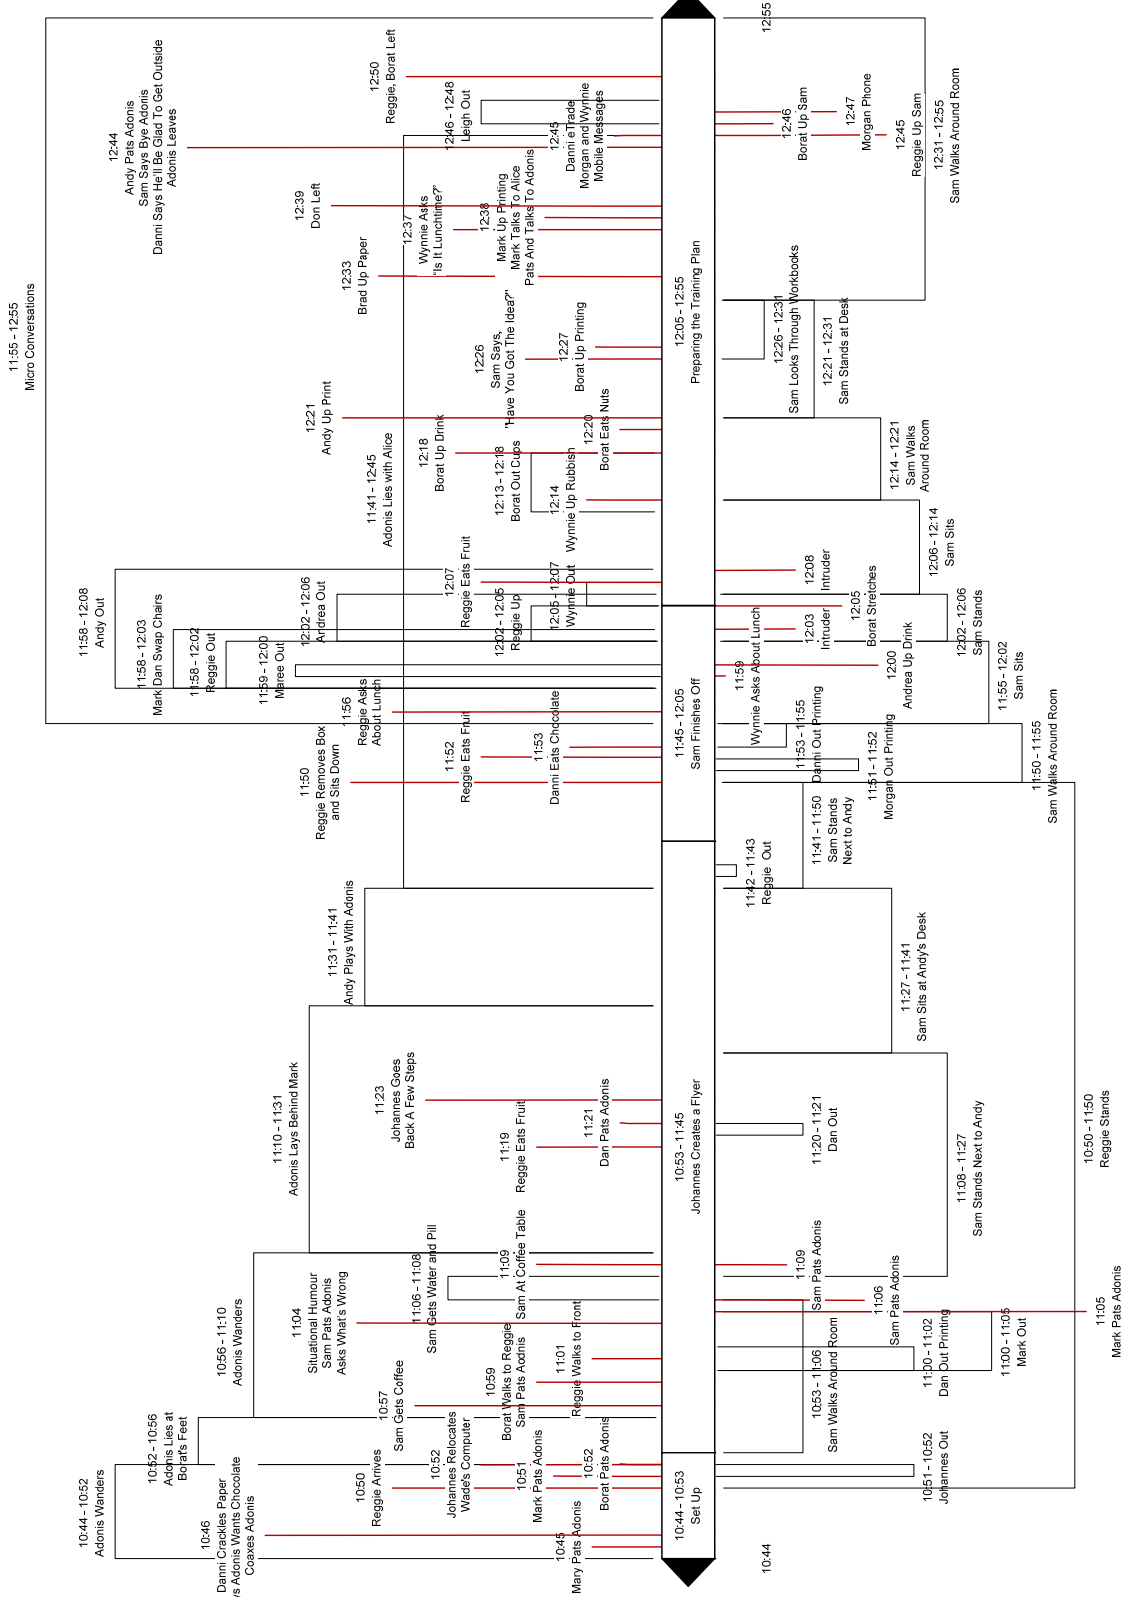 11:55 – 12:55
Micro Conversations
12:44
Andy Pats Adonis
Sam Says Bye Adonis
Danni Says He'll Be Glad To Get Outside
Adonis Leaves
12:50
Reggie, Borat Left
12:46 – 12:48
Leigh Out
12:45
Danni eTrade
Morgan and Wynnie
Mobile Messages
12:39
Don Left
12:37
Wynnie Asks
"Is It Lunchtime?"
12:38
Mark Up Printing
Mark Talks To Alice
Pats And Talks To Adonis
12:33
Brad Up Paper
12:26
Sam Says,
"Have You Got The Idea?"
12:27
Borat Up Printing
12:21
Andy Up Print
12:20
Borat Eats Nuts
12:18
Borat Up Drink
12:13 – 12:18
Borat Out Cups
12:14
Wynnie Up Rubbish
11:41 – 12:45
Adonis Lies with Alice
12:07
Reggie Eats Fruit
12:05 – 12:07
Wynnie Out
12:02 – 12:05
Reggie Up
12:02 – 12:06
Andrea Out
11:58 – 12:08
Andy Out
11:58 – 12:03
Mark Dan Swap Chairs
11:58 – 12:02
Reggie Out
11:59 – 12:00
Maree Out
11:56
Reggie Asks
About Lunch
11:53
Danni Eats Chocolate
11:52
Reggie Eats Fruit
11:50
Reggie Removes Box
and Sits Down
11:31 – 11:41
Andy Plays With Adonis
11:10 – 11:31
Adonis Lays Behind Mark
11:23
Johannes Goes
Back A Few Steps
11:21
Dan Pats Adonis
11:19
Reggie Eats Fruit
11:09
Sam At Coffee Table
11:06 – 11:08
Sam Gets Water and Pill
11:04
Situational Humour
Sam Pats Adonis
Asks What's Wrong
11:01
Reggie Walks to Front
10:59
Borat Walks to Reggie
Sam Pats Aodnis
10:57
Sam Gets Coffee
10:56 – 11:10
Adonis Wanders
10:52 – 10:56
Adonis Lies at
Borat's Feet
10:52
Borat Pats Adonis
10:52
Johannes Relocates
Wade's Computer
10:51
Mark Pats Adonis
10:50
Reggie Arrives
10:44 – 10:52
Adonis Wanders
10:46
Danni Crackles Paper
ys Adonis Wants Chocolate
Coaxes Adonis
10:45
Mary Pats Adonis
10:44 – 10:53
Set Up
10:53 – 11:45
Johannes Creates a Flyer
11:45 – 12:05
Sam Finishes Off
12:05 – 12:55
Preparing the Training Plan
12:55
12:46
Borat Up Sam
12:47
Morgan Phone
12:45
Reggie Up Sam
12:31 – 12:55
Sam Walks Around Room
12:26 – 12:31
Sam Looks Through Workbooks
12:21 – 12:31
Sam Stands at Desk
12:14 – 12:21
Sam Walks
Around Room
12:06 – 12:14
Sam Sits
12:08
Intruder
12:05
Borat Stretches
12:03
Intruder
12:02 – 12:06
Sam Stands
12:00
Andrea Up Drink
11:59
Wynnie Asks About Lunch
11:55 – 12:02
Sam Sits
11:53 – 11:55
Danni Out Printing
11:51 – 11:52
Morgan Out Printing
11:50 – 11:55
Sam Walks Around Room
11:41 – 11:50
Sam Stands
Next to Andy
11:42 – 11:43
Reggie Out
11:27 – 11:41
Sam Sits at Andy's Desk
11:20 – 11:21
Dan Out
11:08 – 11:27
Sam Stands Next to Andy
10:50 – 11:50
Reggie Stands
11:09
Sam Pats Adonis
11:06
Sam Pats Adonis
11:05
Mark Pats Adonis
11:00 – 11:05
Mark Out
11:00 – 11:02
Dan Out Printing
10:53 – 11:06
Sam Walks Around Room
10:51 – 10:52
Johannes Out
10:44